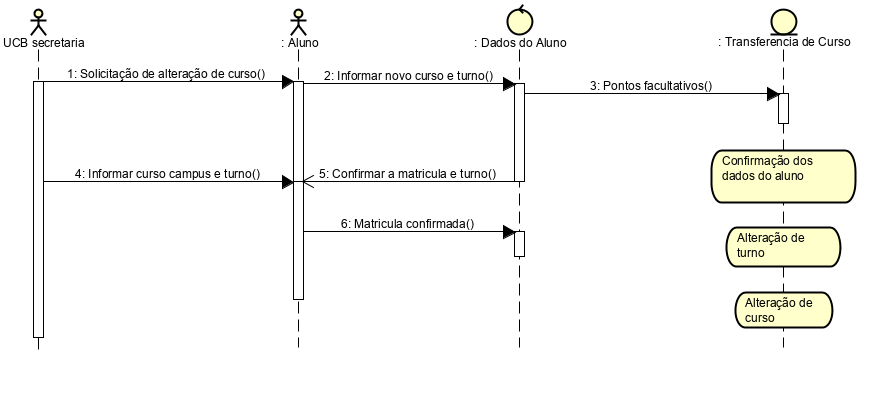 UCB secretaria
: Aluno
: Dados do Aluno
: Transferencia de Curso
1: Solicitação de alteração de curso()
2: Informar novo curso e turno()
3: Pontos facultativos()
Confirmação dos
dados do aluno
4: Informar curso campus e turno()
5: Confirmar a matricula e turno()
6: Matricula confirmada()
Alteração de
turno
Alteração de
curso